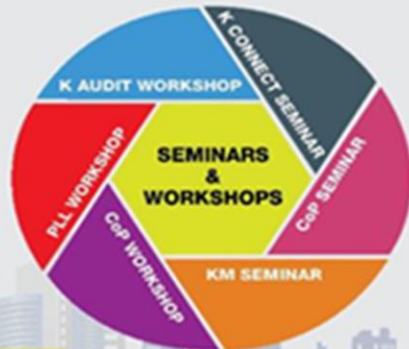 K AUDIT WORKSHOP
K CONNECT SEMINAR
CoP SEMINAR
KM SEMINAR
CoP WORKSHOP
PLL WORKSHOP
SEMINARS
&
WORKSHOPS